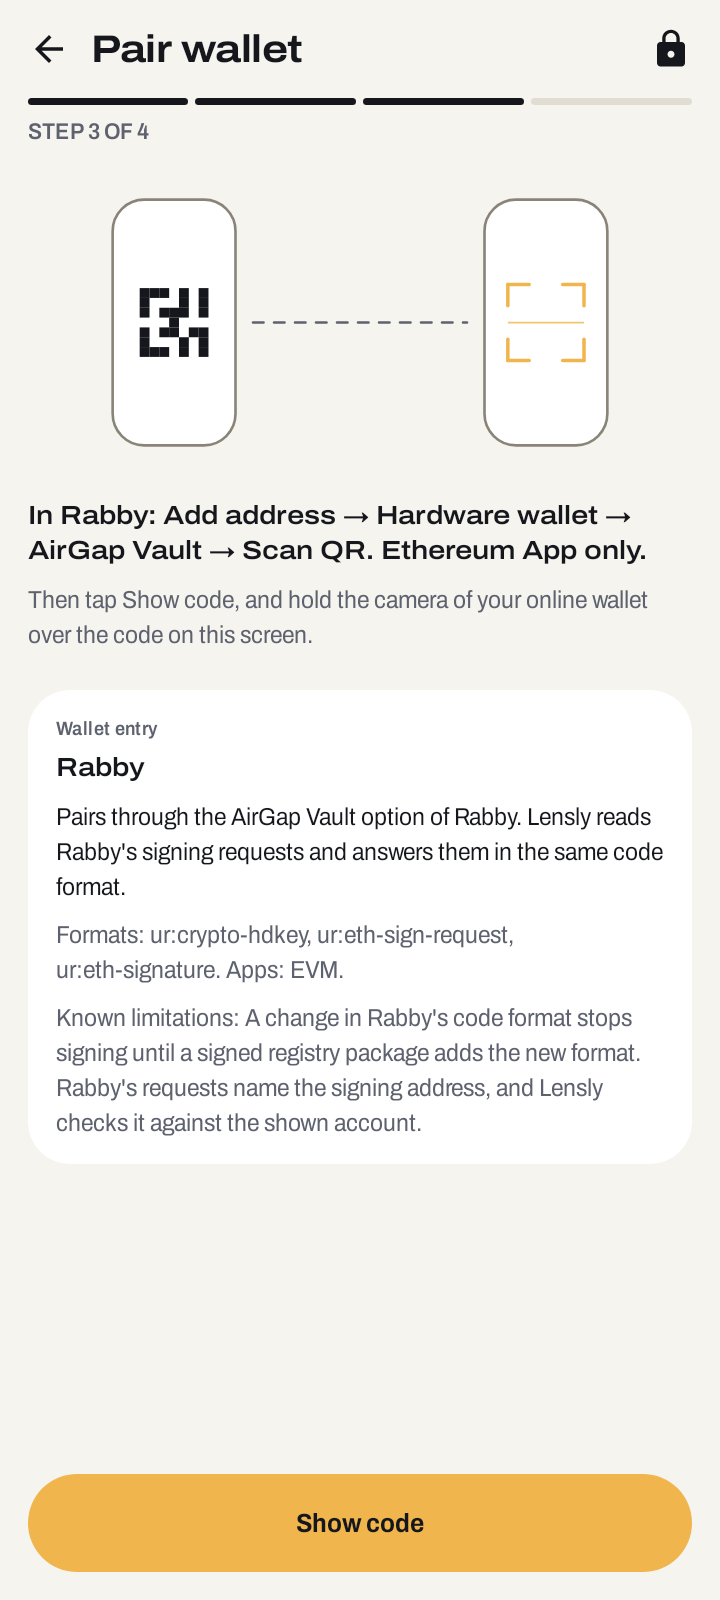 Pair wallet
STEP 3 OF 4
In Rabby: Add address → Hardware wallet →
AirGap Vault → Scan QR. Ethereum App only.
Then tap Show code, and hold the camera of your online wallet
over the code on this screen.
Wallet entry
Rabby
Pairs through the AirGap Vault option of Rabby. Lensly reads
Rabby's signing requests and answers them in the same code
format.
Formats: ur:crypto-hdkey, ur:eth-sign-request,
ur:eth-signature. Apps: EVM.
Known limitations: A change in Rabby's code format stops
signing until a signed registry package adds the new format.
Rabby's requests name the signing address, and Lensly
checks it against the shown account.
Show code